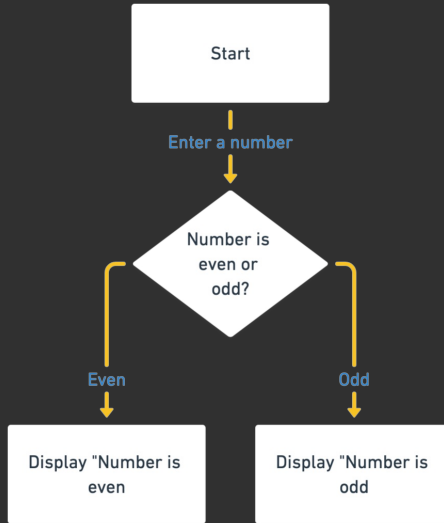 Start
Enter a number
Number is
even or
odd?
Even
Odd
Display "Number is
even
Display "Number is
odd